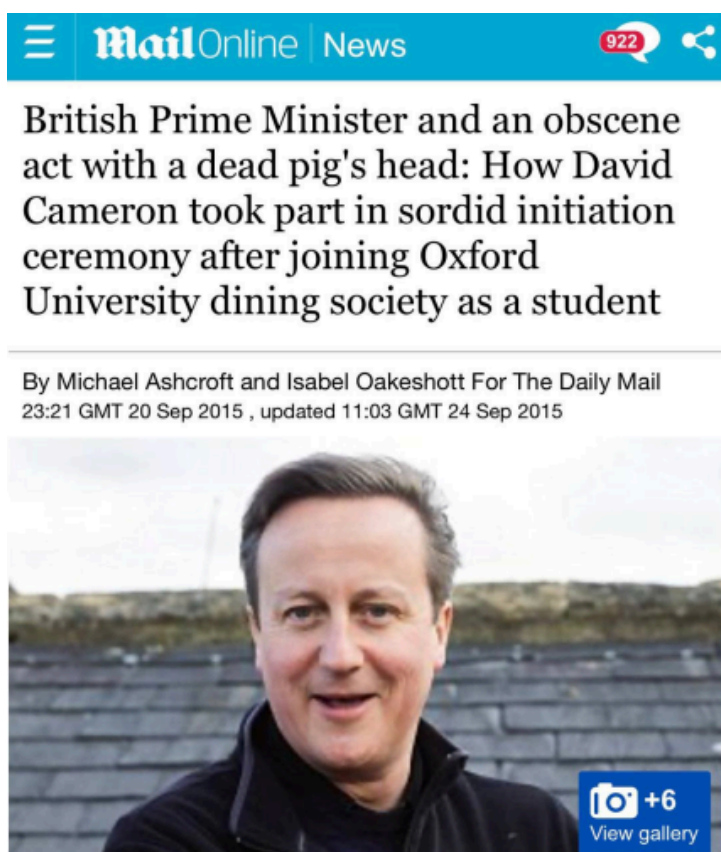 Mail Online News
922
British Prime Minister and an obscene
act with a dead pig's head: How David
Cameron took part in sordid initiation
ceremony after joining Oxford
University dining society as a student
By Michael Ashcroft and Isabel Oakeshott For The Daily Mail
23:21 GMT 20 Sep 2015 , updated 11:03 GMT 24 Sep 2015
+6
View gallery